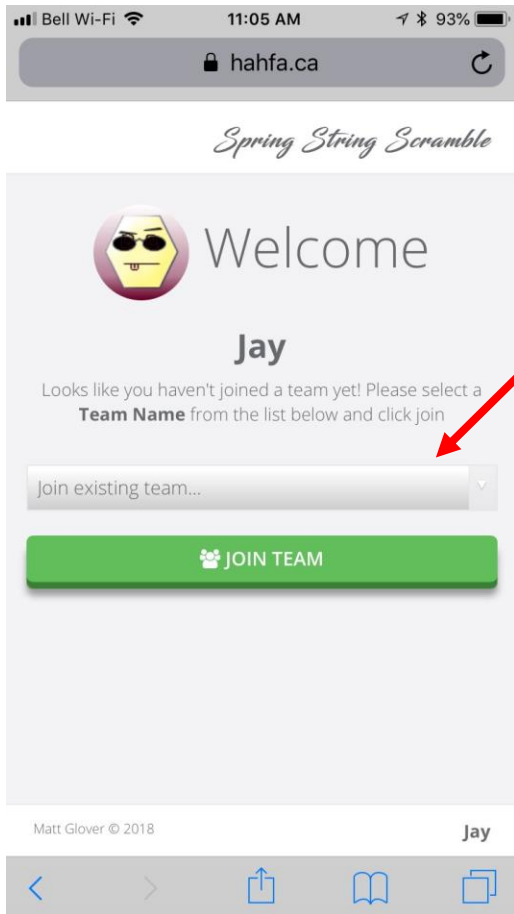 Bell Wi-Fi 11:05 AM 93%
hahfa.ca
Spring String Scramble
Welcome
Jay
Looks like you haven't joined a team yet! Please select a
Team Name from the list below and click join
Join existing team...
JOIN TEAM
Matt Glover © 2018 Jay